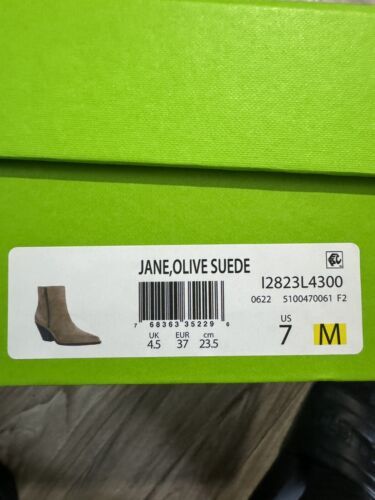 JANE,OLIVE SUEDE
I2823L4300
0622 5100470061 F2
7 68363 35229 6
UK EUR cm
4.5 37 23.5
US
7 M